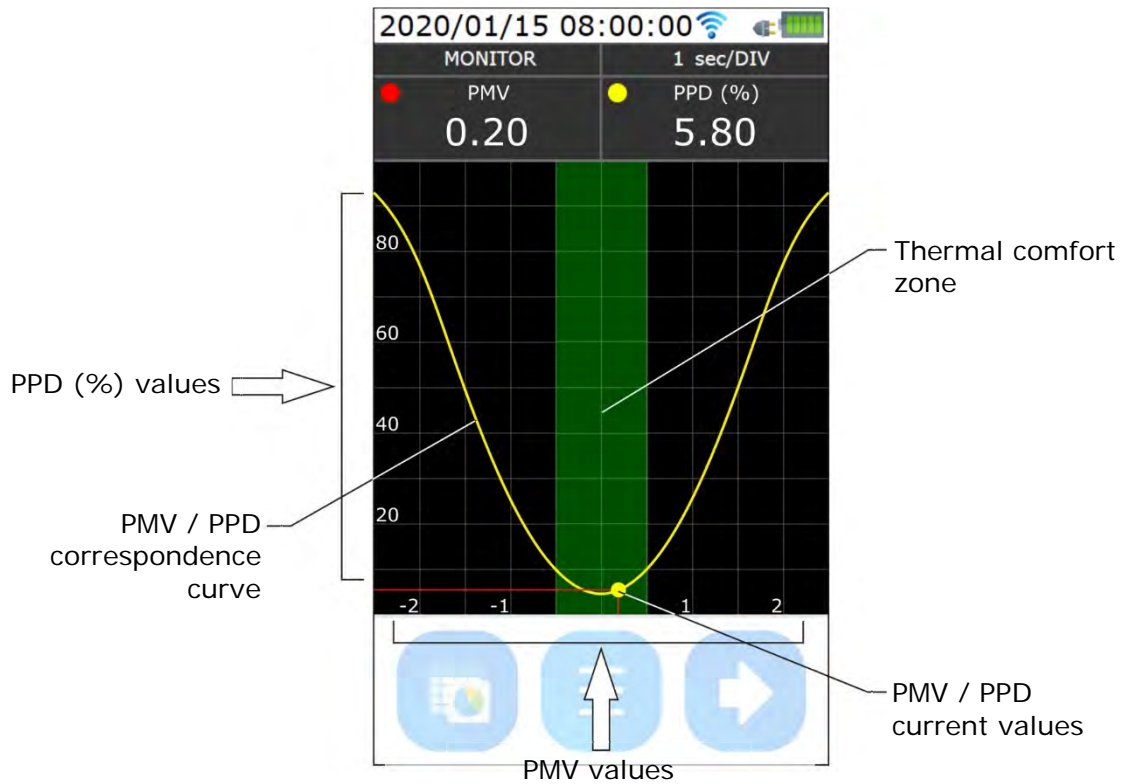 2020/01/15 08:00:00
MONITOR
1 sec/DIV
PMV
PPD (%)
0.20
5.80
80
60
40
20
-2
-1
1
2
Thermal comfort
zone
PPD (%) values
PMV / PPD
correspondence
curve
PMV / PPD
current values
PMV values